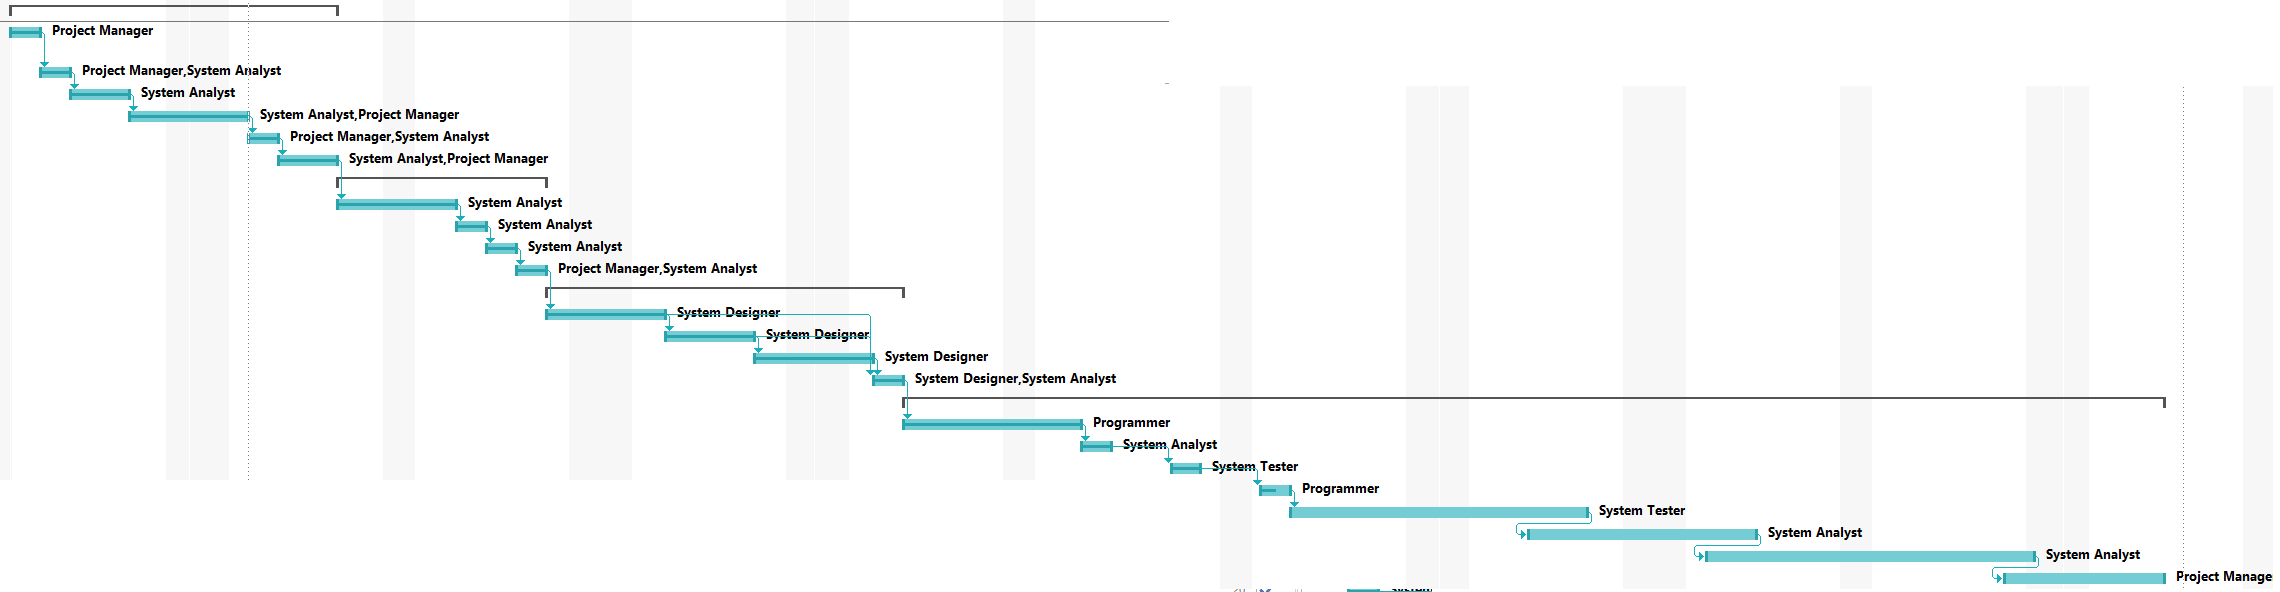 Project Manager
Project Manager,System Analyst
System Analyst
System Analyst,Project Manager
Project Manager,System Analyst
System Analyst,Project Manager
System Analyst
System Analyst
System Analyst
Project Manager,System Analyst
System Designer
System Designer
System Designer
System Designer,System Analyst
Programmer
System Analyst
System Tester
Programmer
System Tester
System Analyst
System Analyst
Project Manage